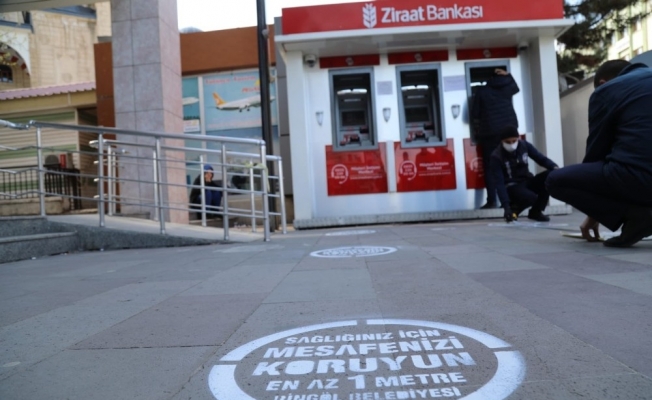 Ziraat Bankası
SAĞLIĞINIZ İÇİN
MESAFENİZİ
KORUYUN
EN AZ 1 METRE
BİNGÖL BELEDİYESİ